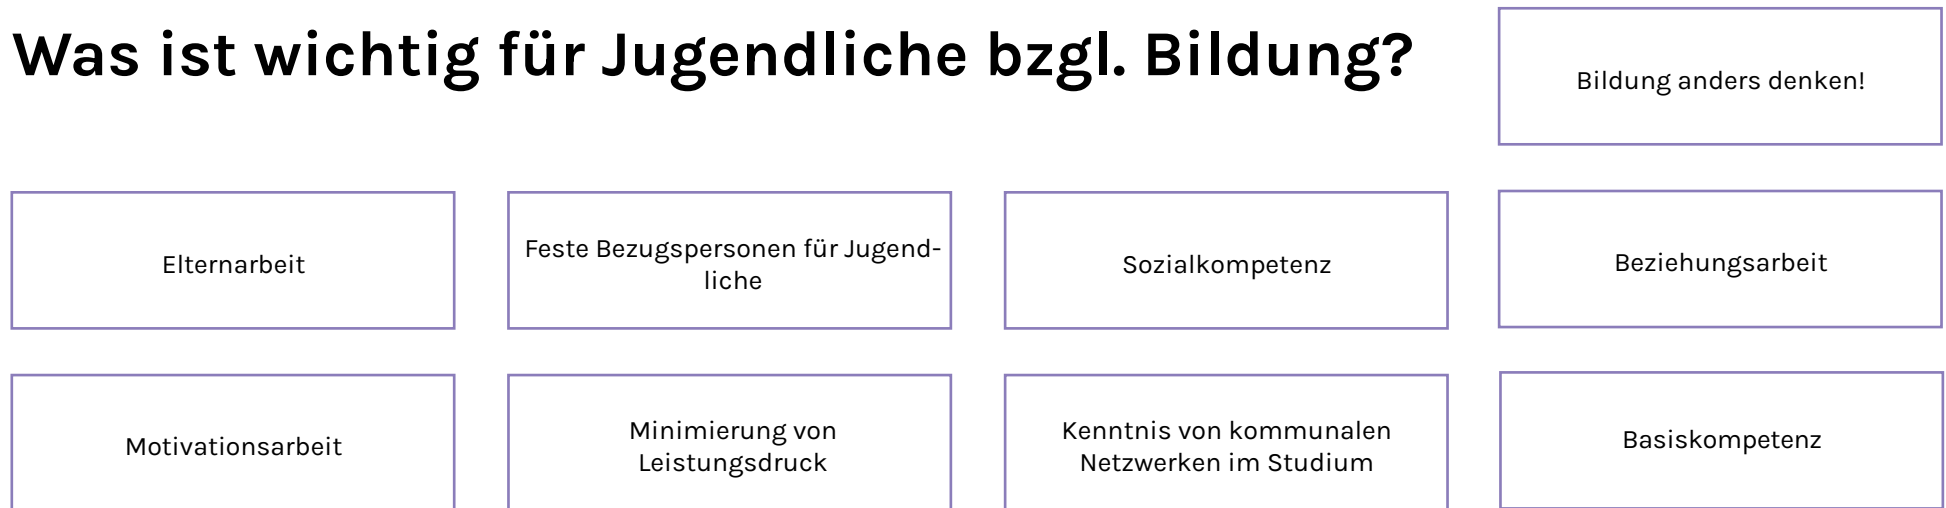 Was ist wichtig für Jugendliche bzgl. Bildung?
Bildung anders denken!
Elternarbeit
Feste Bezugspersonen für Jugend-
liche
Sozialkompetenz
Beziehungsarbeit
Motivationsarbeit
Minimierung von
Leistungsdruck
Kenntnis von kommunalen
Netzwerken im Studium
Basiskompetenz